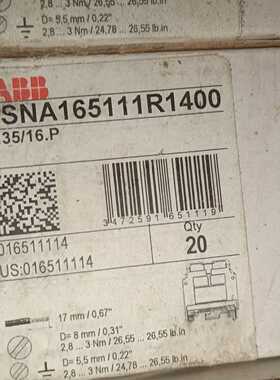 D= 5,5 mm / 0,22"
2,8 ... 3 Nm / 24,78 ... 26,55 lb.in
ABB
SNA165111R1400
35/16.P
3472591651119
016511114
US:016511114
Qty
20
17 mm / 0,67"
D= 8 mm / 0,31"
2,8 ... 3 Nm / 26,55 ... 26,55 lb.in
D= 5,5 mm / 0,22"
2,8 ... 3 Nm / 24,78 ... 26,55 lb.in